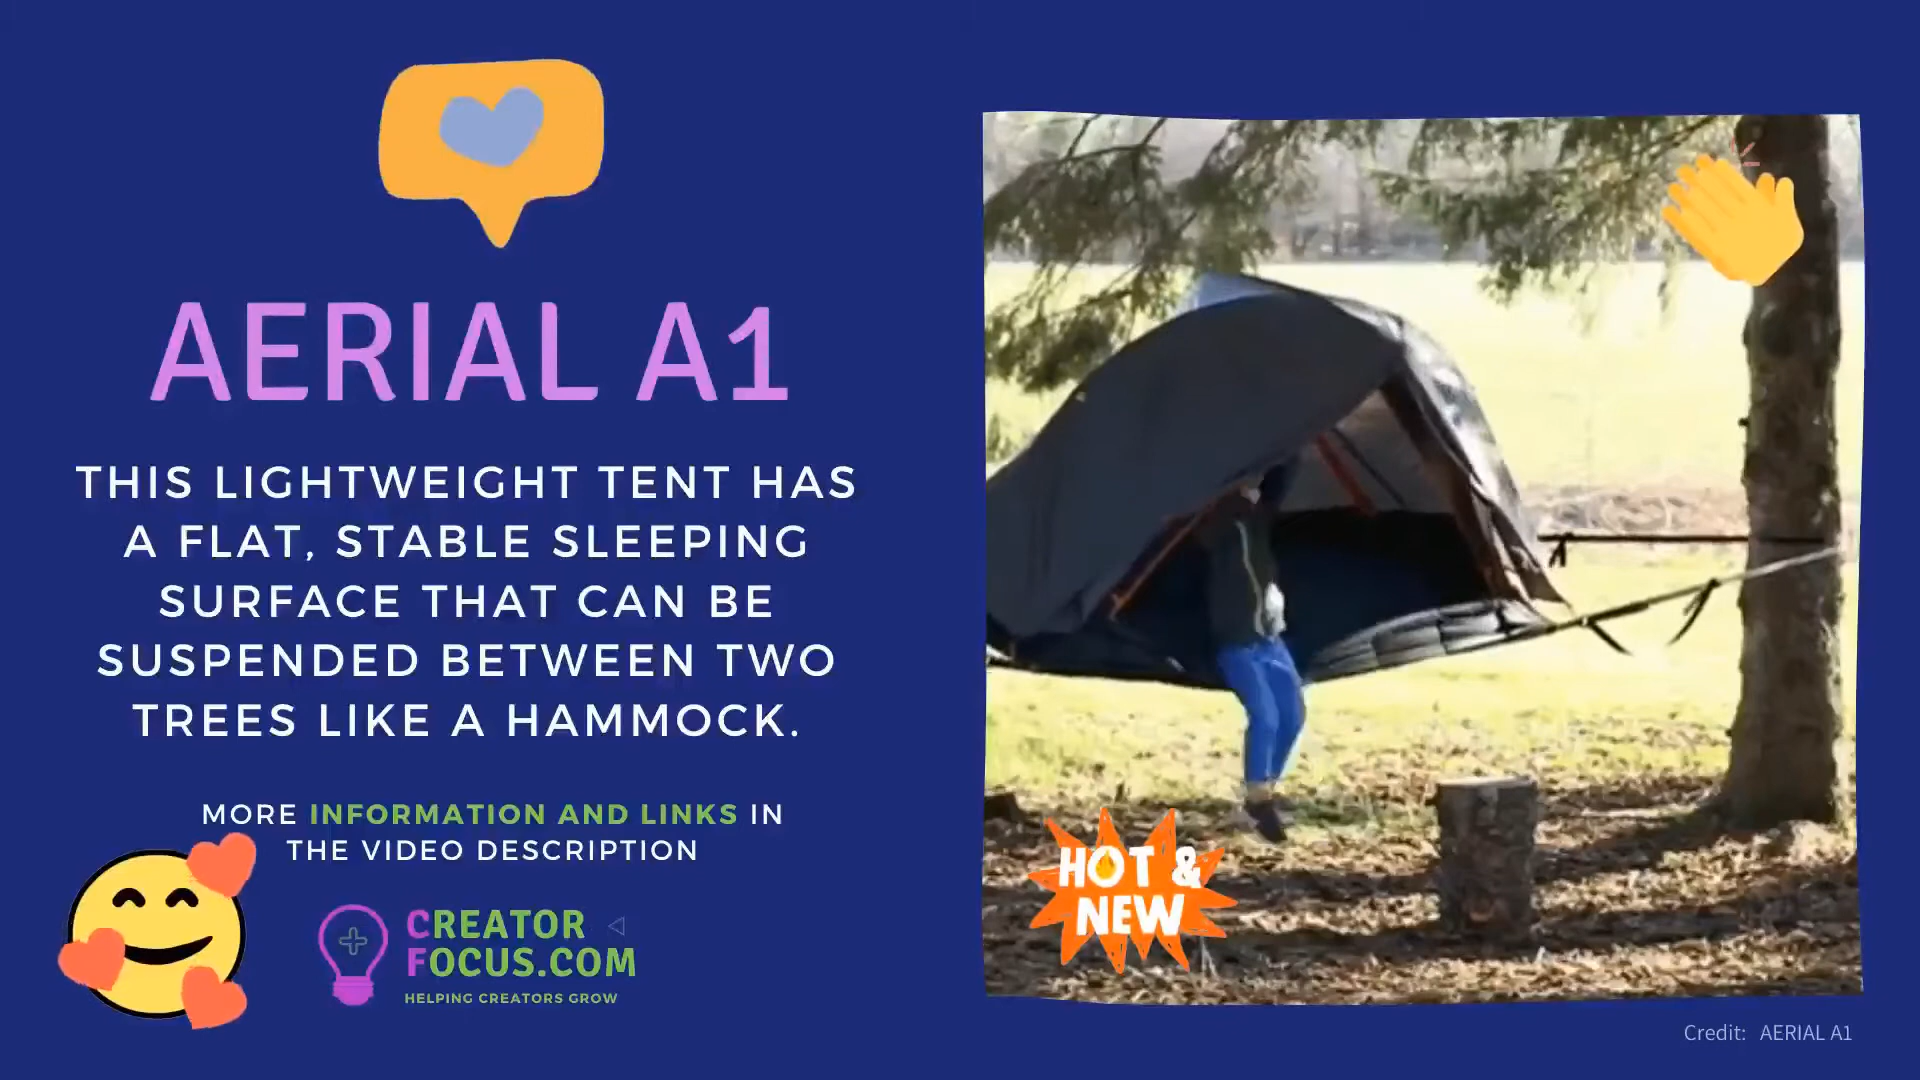 AERIAL A1
THIS LIGHTWEIGHT TENT HAS
A FLAT, STABLE SLEEPING
SURFACE THAT CAN BE
SUSPENDED BETWEEN TWO
TREES LIKE A HAMMOCK.
MORE INFORMATION AND LINKS IN
THE VIDEO DESCRIPTION
CREATOR
FOCUS.COM
HELPING CREATORS GROW
HOT &
NEW
Credit: AERIAL A1